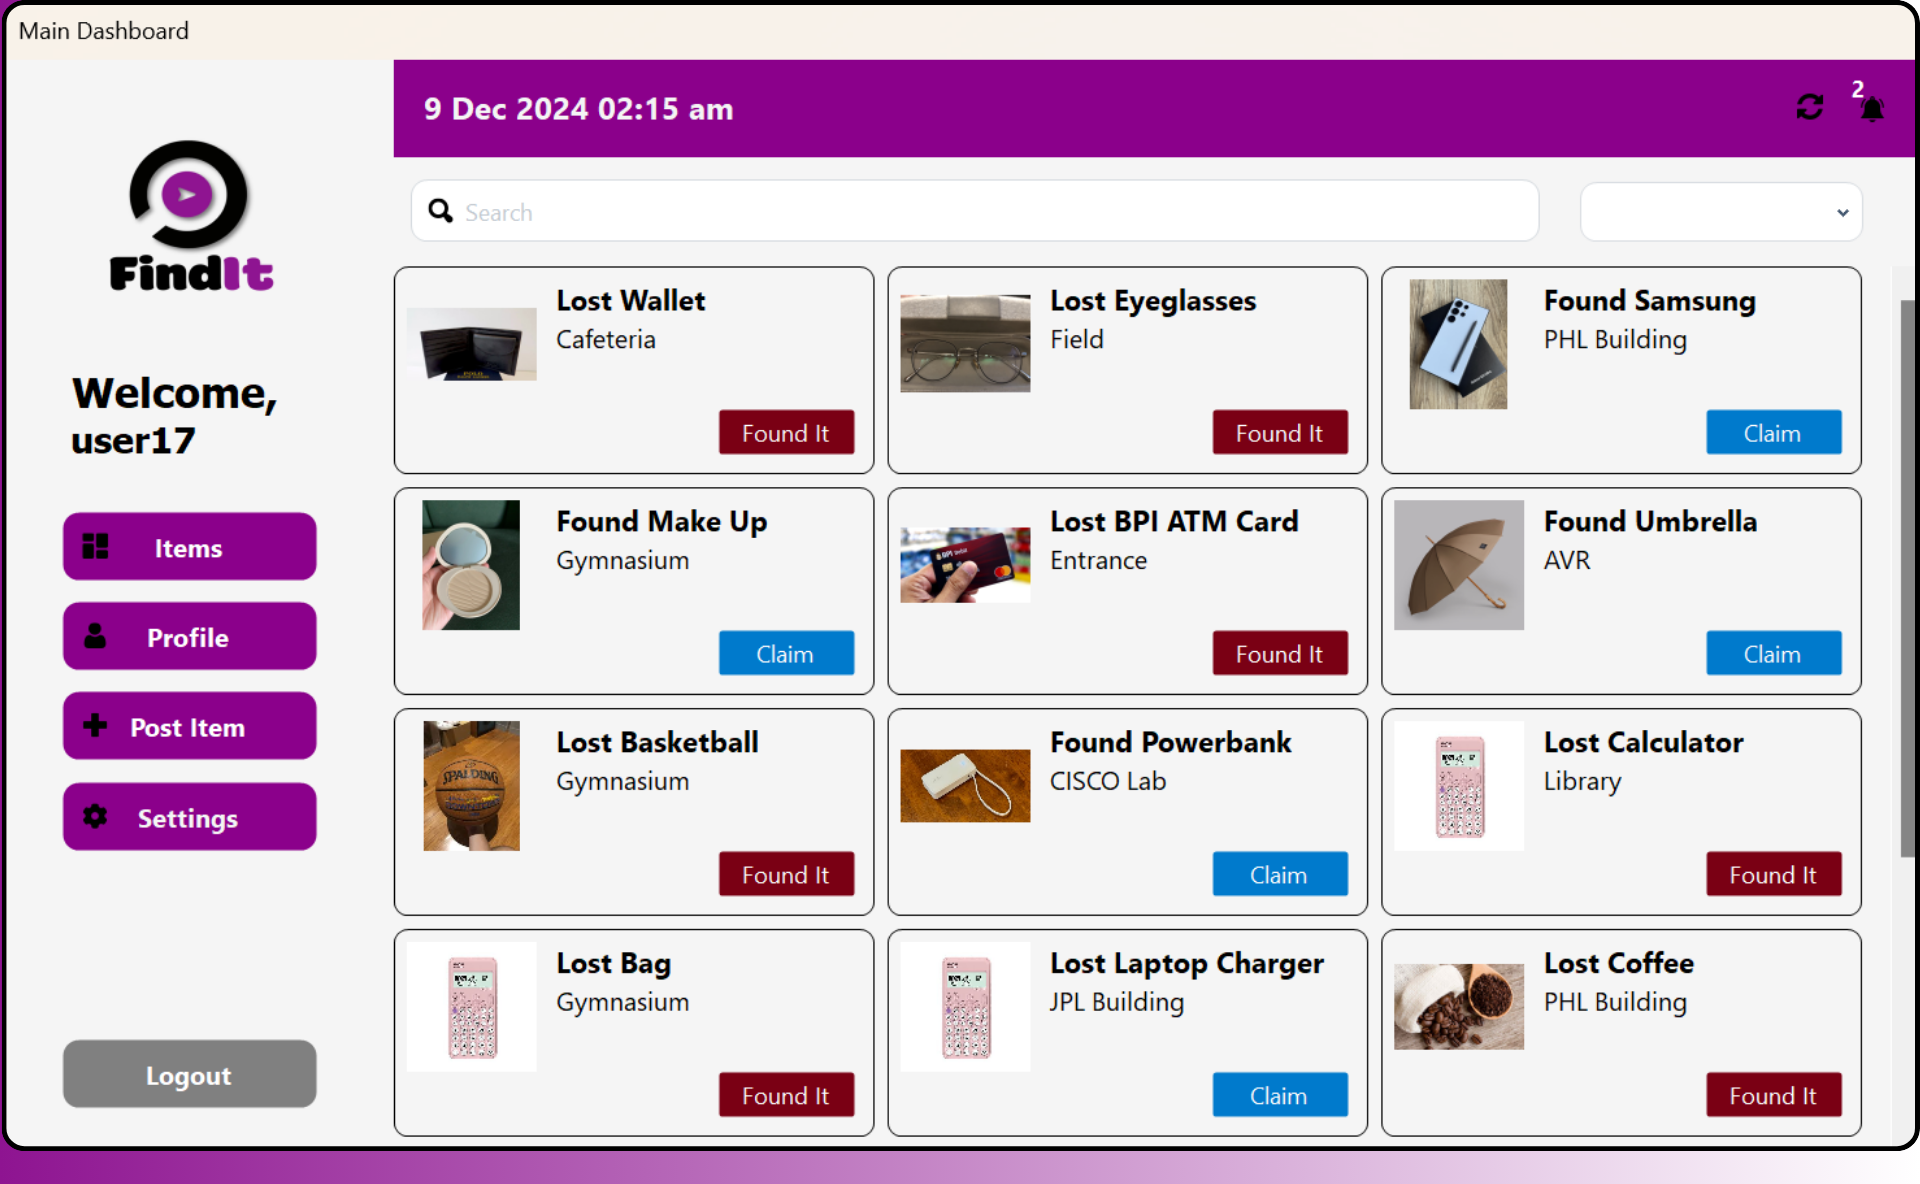 Main Dashboard
9 Dec 2024 02:15 am
2
FindIt
Welcome,
user17
Items
Profile
Post Item
Settings
Logout
Search
Lost Wallet
Cafeteria
POLO
Found It
Lost Eyeglasses
Field
Found It
Found Samsung
PHL Building
Claim
Found Make Up
Gymnasium
Claim
Lost BPI ATM Card
Entrance
BPI
Found It
Found Umbrella
AVR
Claim
Lost Basketball
Gymnasium
SPALDING
Found It
Found Powerbank
CISCO Lab
Claim
Lost Calculator
Library
Found It
Lost Bag
Gymnasium
Found It
Lost Laptop Charger
JPL Building
Claim
Lost Coffee
PHL Building
Found It